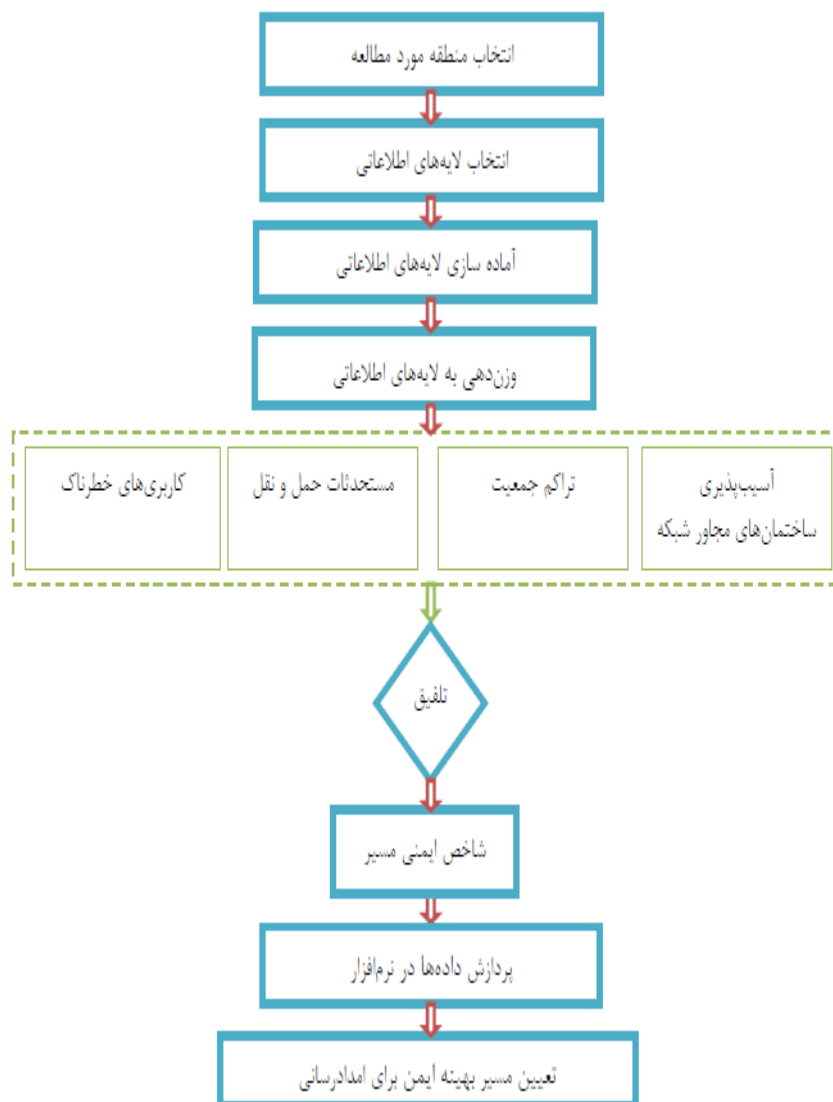 انتخاب منطقه مورد مطالعه
انتخاب لایه‌های اطلاعاتی
آماده سازی لایه‌های اطلاعاتی
وزن‌دهی به لایه‌های اطلاعاتی
آسیب‌پذیری
ساختمان‌های مجاور شبکه
تراکم جمعیت
مستحدثات حمل و نقل
کاربری‌های خطرناک
تلفیق
شاخص ایمنی مسیر
پردازش داده‌ها در نرم‌افزار
تعیین مسیر بهینه ایمن برای امدادرسانی